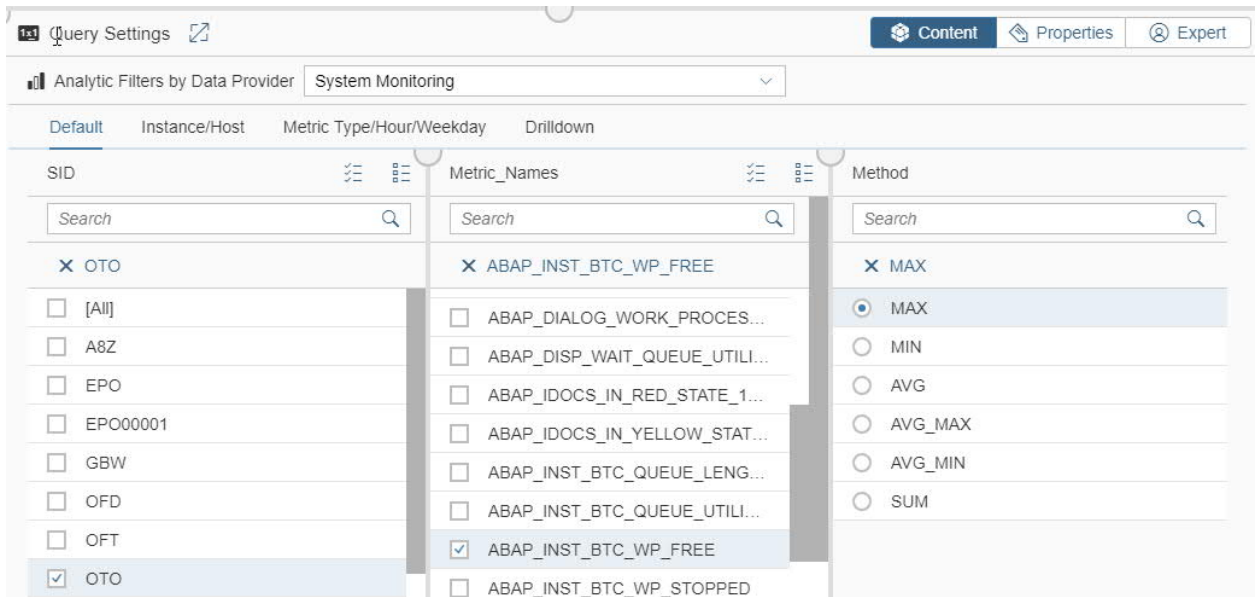 1x1 Query Settings
Content Properties Expert
Analytic Filters by Data Provider System Monitoring
Default Instance/Host Metric Type/Hour/Weekday Drilldown
SID
Search
OTO
[All]
A8Z
EPO
EPO00001
GBW
OFD
OFT
OTO
Metric_Names
Search
ABAP_INST_BTC_WP_FREE
ABAP_DIALOG_WORK_PROCES...
ABAP_DISP_WAIT_QUEUE_UTILI...
ABAP_IDOCS_IN_RED_STATE_1...
ABAP_IDOCS_IN_YELLOW_STAT...
ABAP_INST_BTC_QUEUE_LENG...
ABAP_INST_BTC_QUEUE_UTILI...
ABAP_INST_BTC_WP_FREE
ABAP_INST_BTC_WP_STOPPED
Method
Search
MAX
MAX
MIN
AVG
AVG_MAX
AVG_MIN
SUM